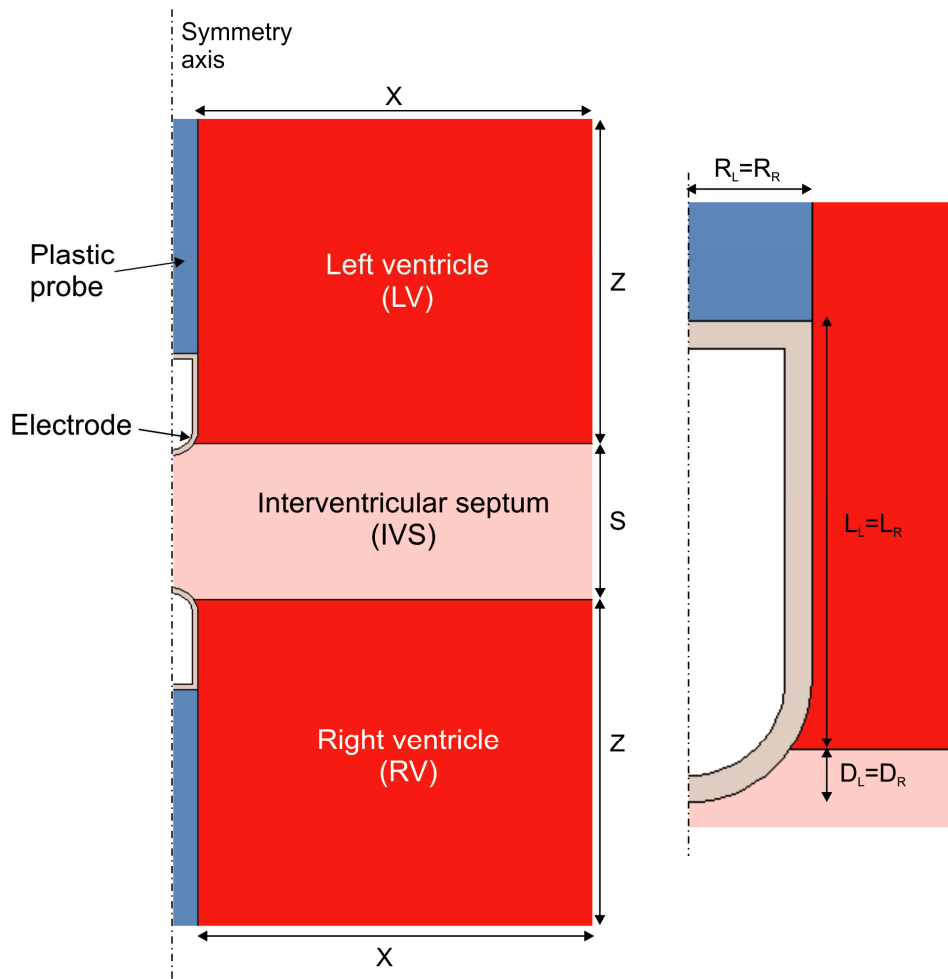 Symmetry
axis
X
Plastic
probe
Left ventricle
(LV)
Z
Electrode
Interventricular septum
(IVS)
S
Right ventricle
(RV)
Z
X
R_L=R_R
L_L=L_R
D_L=D_R